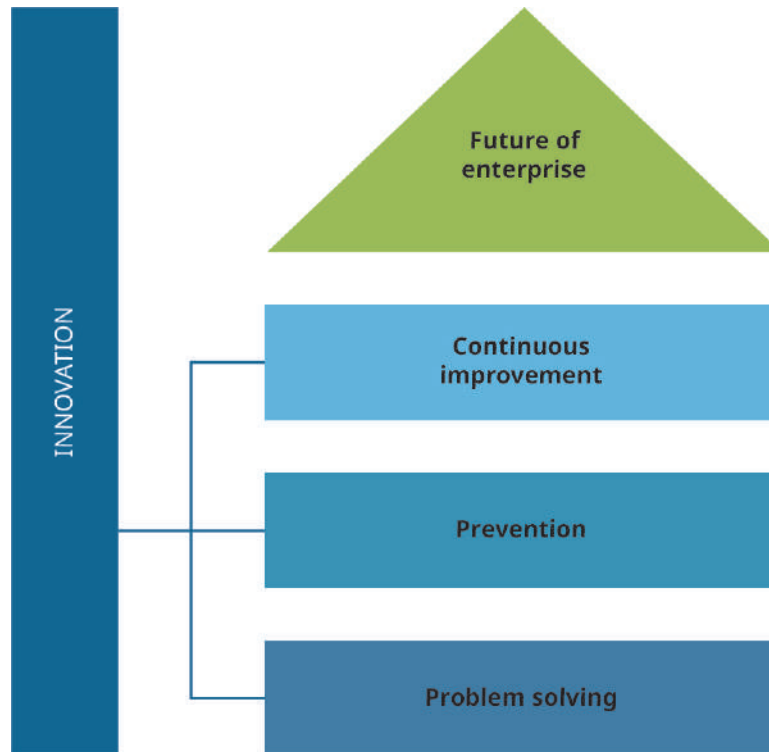 INNOVATION
Future of
enterprise
Continuous
improvement
Prevention
Problem solving